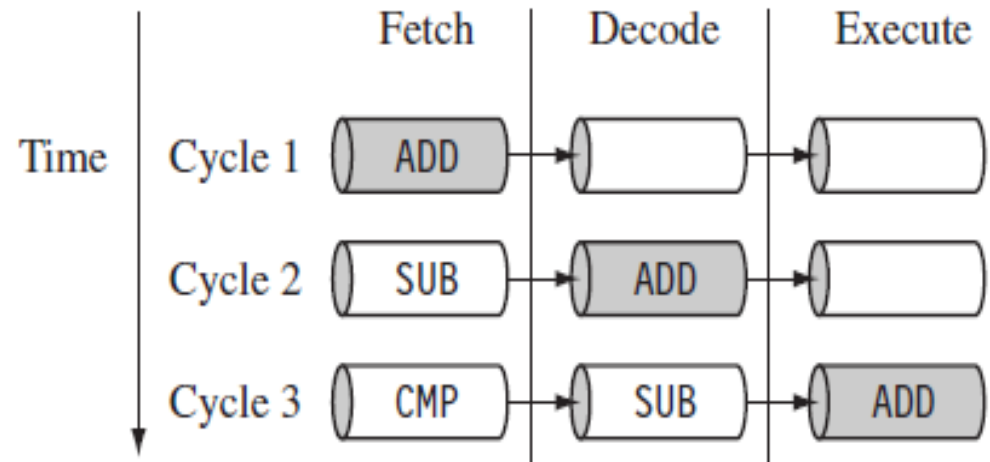 Fetch Decode Execute
Time Cycle 1 ADD
Cycle 2 SUB ADD
Cycle 3 CMP SUB ADD